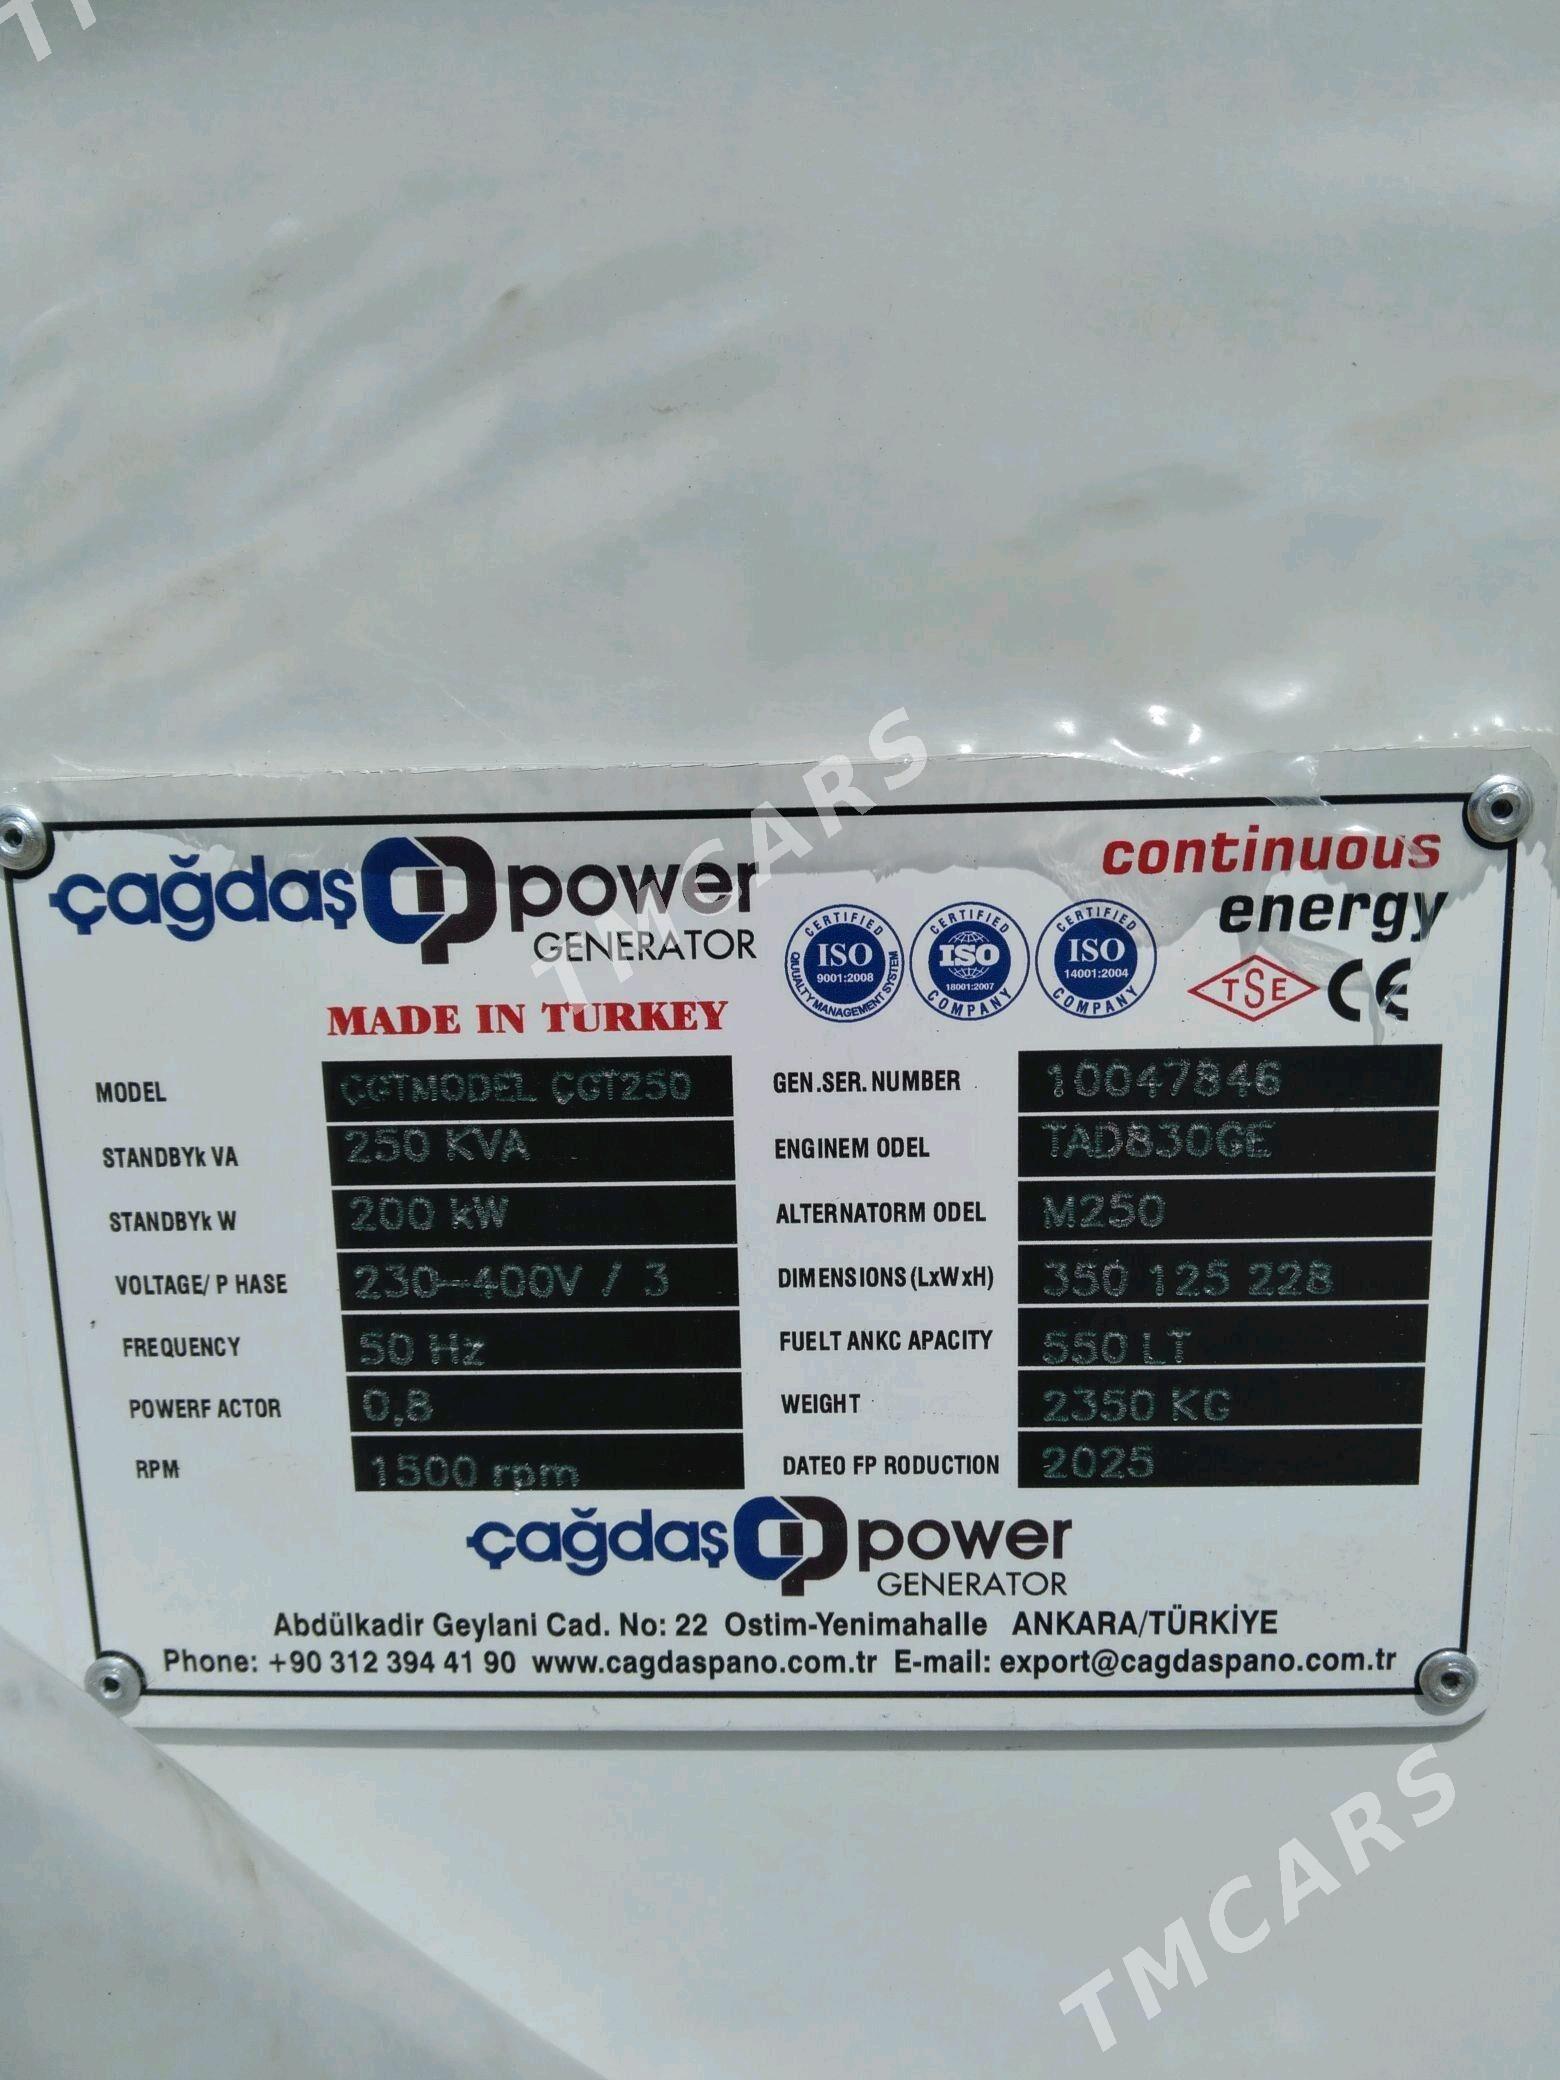 çağdaş power
GENERATOR
continuous
energy
MADE IN TURKEY
CERTIFIED ISO 9001:2008 QIUALTY MANAGEMENT SYSTEM
CERTIFIED ISO 18001:2007 COMPANY
CERTIFIED ISO 14001:2004 COMPANY
TSE CE
MODEL CGTMODEL CGT250
STANDBYk VA 250 KVA
STANDBYk W 200 kW
VOLTAGE/ P HASE 230-400V / 3
FREQUENCY 50 Hz
POWERF ACTOR 0,8
RPM 1500 rpm
GEN.SER. NUMBER 10047846
ENGINEM ODEL TAD830GE
ALTERNATORM ODEL M250
DIMENSIONS (LxWxH) 350 125 228
FUELT ANKC APACITY 550 LT
WEIGHT 2350 KG
DATEO FP RODUCTION 2025
çağdaş power
GENERATOR
Abdülkadir Geylani Cad. No: 22 Ostim-Yenimahalle ANKARA/TÜRKİYE
Phone: +90 312 394 41 90 www.cagdaspano.com.tr E-mail: export@cagdaspano.com.tr
TMCARS
TMCARS